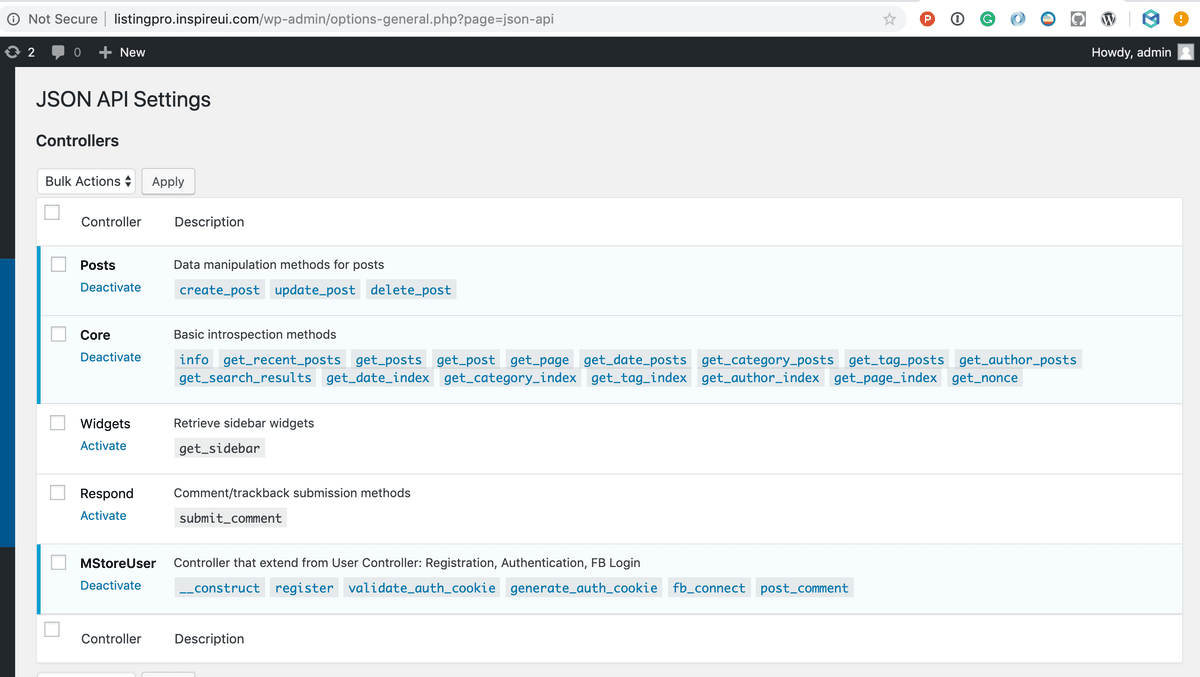 Not Secure listingpro.inspireui.com/wp-admin/options-general.php?page=json-api
2 0 + New Howdy, admin
JSON API Settings
Controllers
Bulk Actions Apply
Controller Description
Posts Data manipulation methods for posts
Deactivate create_post update_post delete_post
Core Basic introspection methods
Deactivate info get_recent_posts get_posts get_post get_page get_date_posts get_category_posts get_tag_posts get_author_posts
get_search_results get_date_index get_category_index get_tag_index get_author_index get_page_index get_nonce
Widgets Retrieve sidebar widgets
Activate get_sidebar
Respond Comment/trackback submission methods
Activate submit_comment
MStoreUser Controller that extend from User Controller: Registration, Authentication, FB Login
Deactivate __construct register validate_auth_cookie generate_auth_cookie fb_connect post_comment
Controller Description